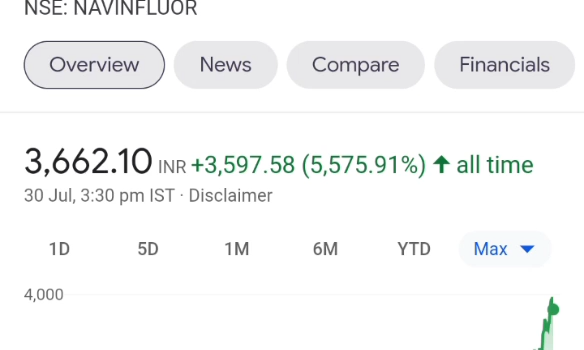 NSE: NAVINFLUOR
Overview News Compare Financials
3,662.10 INR +3,597.58 (5,575.91%) ↑ all time
30 Jul, 3:30 pm IST · Disclaimer
1D 5D 1M 6M YTD Max
4,000